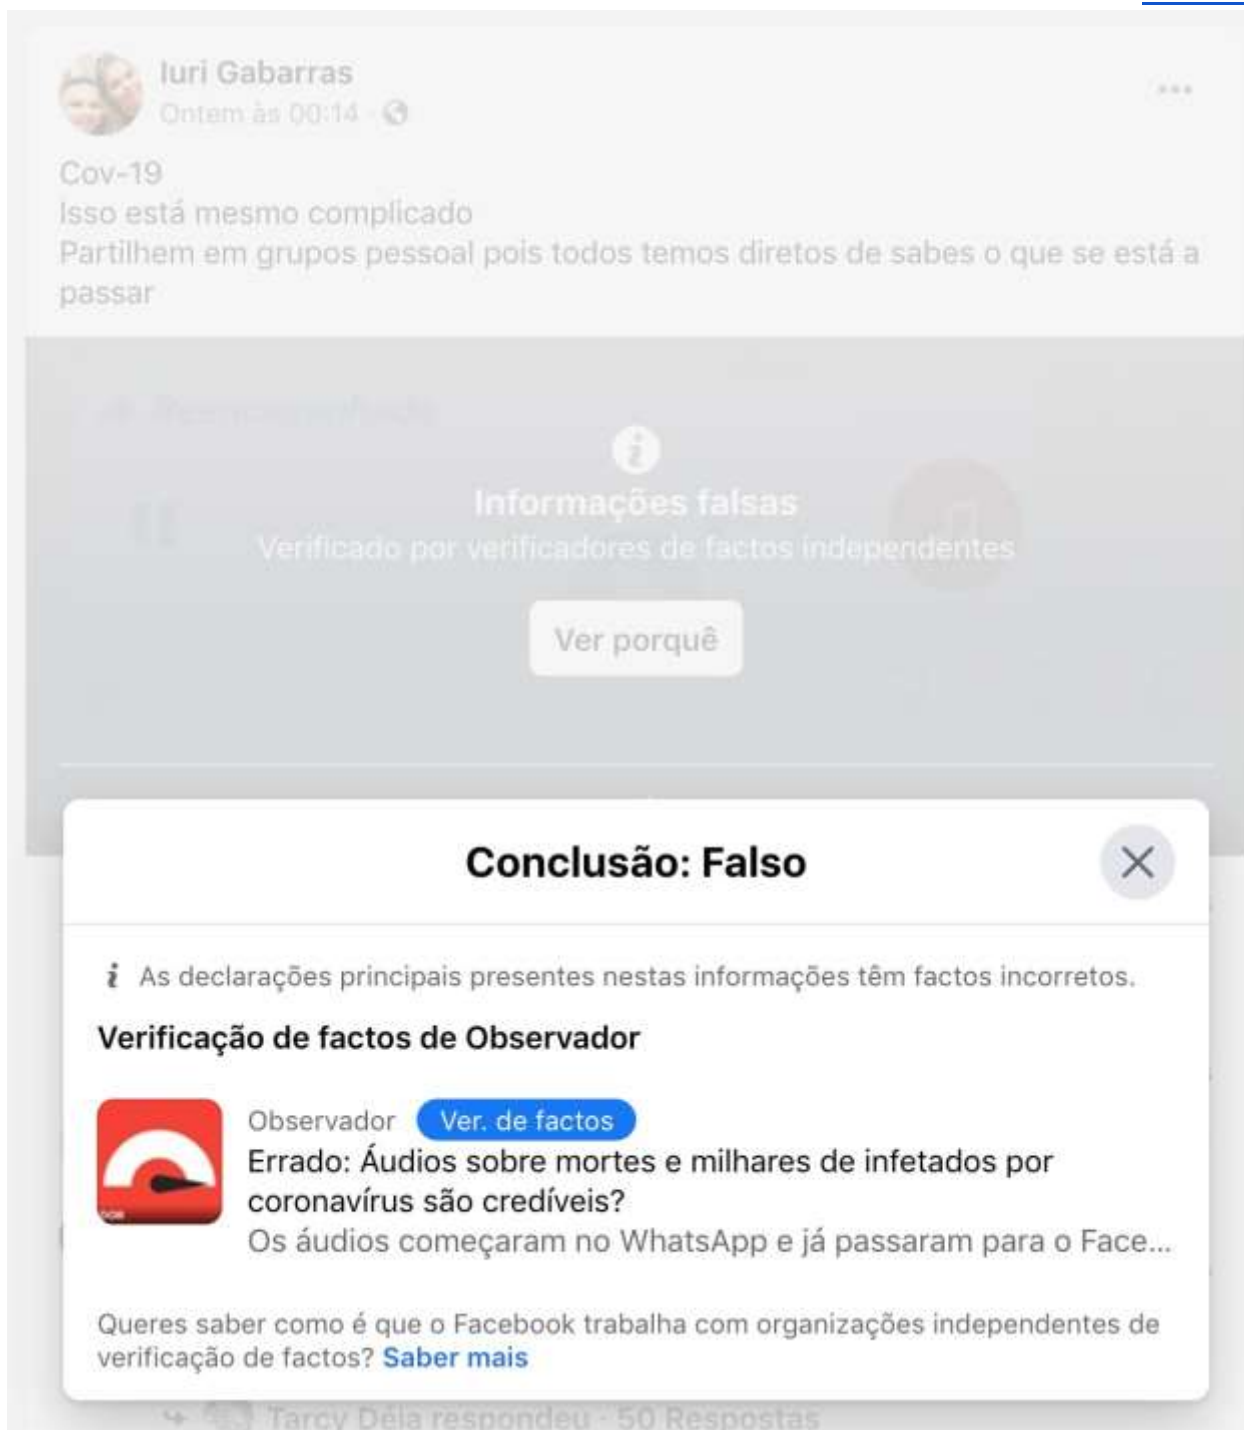 Iuri Gabarras
Ontem às 00:14
Cov-19
Isso está mesmo complicado
Partilhem em grupos pessoal pois todos temos diretos de sabes o que se está a
passar
Reencaminhada
Informações falsas
Verificado por verificadores de factos independentes
Ver porquê
Conclusão: Falso
As declarações principais presentes nestas informações têm factos incorretos.
Verificação de factos de Observador
Observador Ver. de factos
Errado: Áudios sobre mortes e milhares de infetados por
coronavírus são credíveis?
Os áudios começaram no WhatsApp e já passaram para o Face...
Queres saber como é que o Facebook trabalha com organizações independentes de
verificação de factos? Saber mais
Tarcy Déia respondeu · 50 Respostas